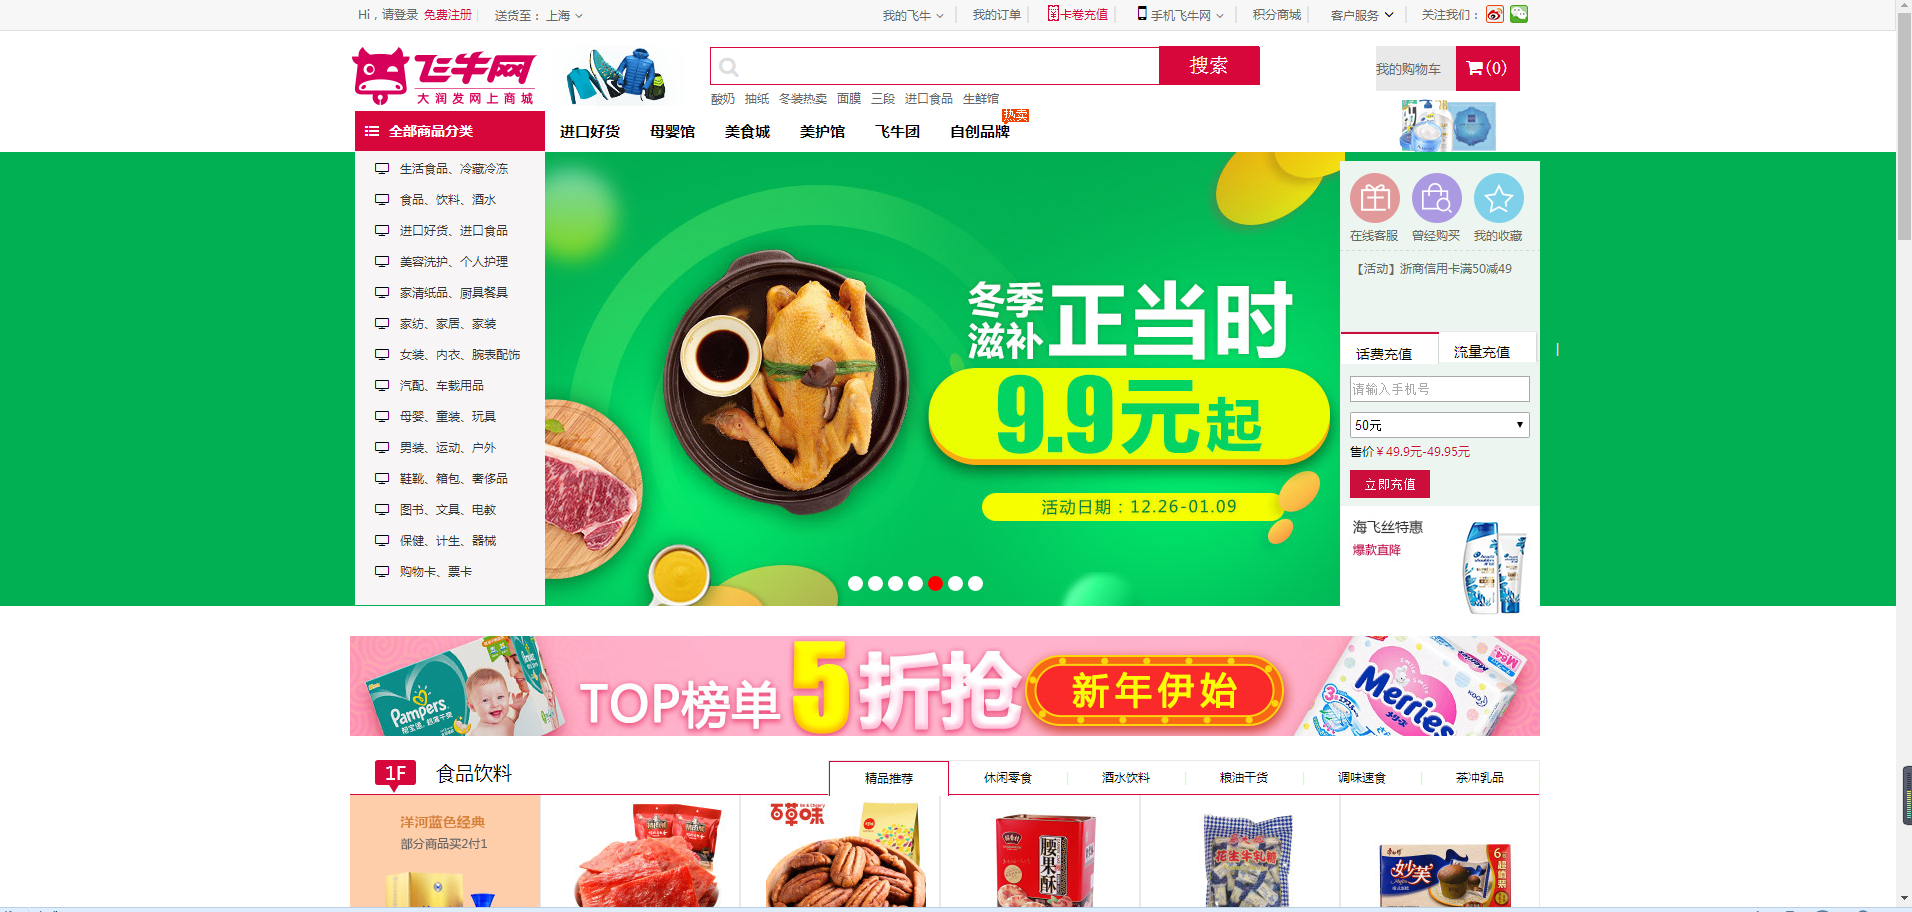 Hi，请登录 免费注册 送货至： 上海 我的飞牛 我的订单 卡卷充值 手机飞牛网 积分商城 客户服务 关注我们：
飞牛网
大润发网上商城
搜索
我的购物车 (0)
酸奶 抽纸 冬装热卖 面膜 三段 进口食品 生鲜馆
热卖
全部商品分类 进口好货 母婴馆 美食城 美护馆 飞牛团 自创品牌
生活食品、冷藏冷冻
食品、饮料、酒水
进口好货、进口食品
美容洗护、个人护理
家清纸品、厨具餐具
家纺、家居、家装
女装、内衣、腕表配饰
汽配、车载用品
母婴、童装、玩具
男装、运动、户外
鞋靴、箱包、奢侈品
图书、文具、电教
保健、计生、器械
购物卡、票卡
冬季
滋补
正当时
9.9元起
活动日期：12.26-01.09
在线客服 曾经购买 我的收藏
【活动】浙商信用卡满50减49
话费充值 流量充值
请输入手机号
50元
售价￥49.9元-49.95元
立即充值
海飞丝特惠
爆款直降
Pampers
TOP榜单 5折抢 新年伊始
Merries
メリーズ
1F 食品饮料 精品推荐 休闲零食 酒水饮料 粮油干货 调味速食 茶冲乳品
洋河蓝色经典
部分商品买2付1
百草味
腰果酥
花生牛轧糖
妙芙